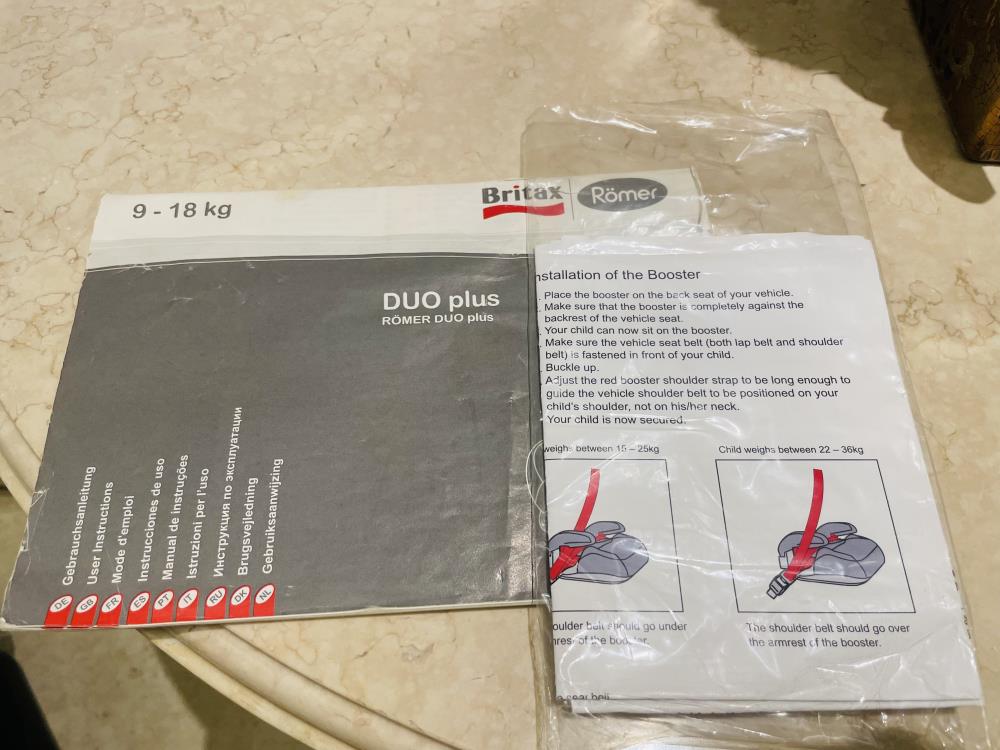 9 - 18 kg
Britax
Römer
DUO plus
RÖMER DUO plus
Gebrauchsanleitung
User Instructions
Mode d'emploi
Instrucciones de uso
Manual de instruções
Istruzioni per l'uso
Инструкция по эксплуатации
Brugsvejledning
Gebruiksaanwijzing
DE
GB
FR
ES
PT
IT
RU
DK
NL
nstallation of the Booster
Place the booster on the back seat of your vehicle.
Make sure that the booster is completely against the
backrest of the vehicle seat.
Your child can now sit on the booster.
Make sure the vehicle seat belt (both lap belt and shoulder
belt) is fastened in front of your child.
Buckle up.
Adjust the red booster shoulder strap to be long enough to
guide the vehicle shoulder belt to be positioned on your
child's shoulder, not on his/her neck.
Your child is now secured.
weighs between 15 – 25kg
Child weighs between 22 – 36kg
oulder belt should go under
of the booster.
The shoulder belt should go over
the armrest of the booster.
seat belt